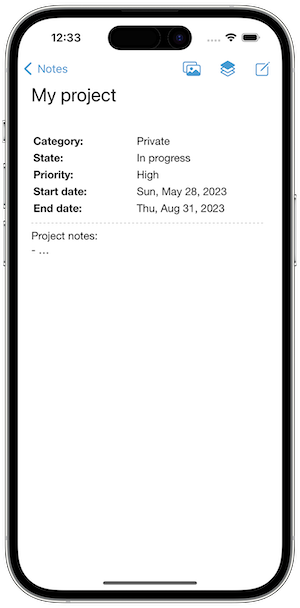 12:33
Notes
My project
Category: Private
State: In progress
Priority: High
Start date: Sun, May 28, 2023
End date: Thu, Aug 31, 2023
Project notes:
- ...